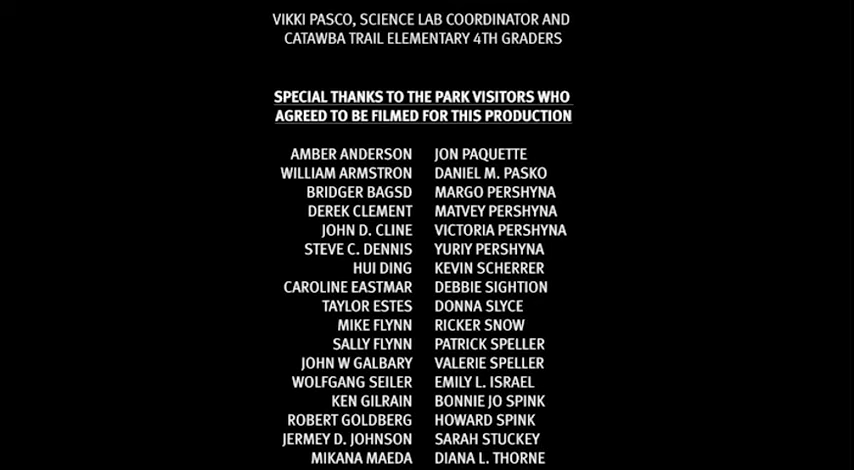 VIKKI PASCO, SCIENCE LAB COORDINATOR AND
CATAWBA TRAIL ELEMENTARY 4TH GRADERS
SPECIAL THANKS TO THE PARK VISITORS WHO
AGREED TO BE FILMED FOR THIS PRODUCTION
AMBER ANDERSON JON PAQUETTE
WILLIAM ARMSTRON DANIEL M. PASKO
BRIDGER BAGSD MARGO PERSHYNA
DEREK CLEMENT MATVEY PERSHYNA
JOHN D. CLINE VICTORIA PERSHYNA
STEVE C. DENNIS YURIY PERSHYNA
HUI DING KEVIN SCHERRER
CAROLINE EASTMAR DEBBIE SIGHTION
TAYLOR ESTES DONNA SLYCE
MIKE FLYNN RICKER SNOW
SALLY FLYNN PATRICK SPELLER
JOHN W GALBARY VALERIE SPELLER
WOLFGANG SEILER EMILY L. ISRAEL
KEN GILRAIN BONNIE JO SPINK
ROBERT GOLDBERG HOWARD SPINK
JERMEY D. JOHNSON SARAH STUCKEY
MIKANA MAEDA DIANA L. THORNE